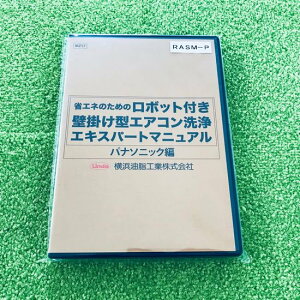 RASM-P
省エネのためのロボット付き
壁掛け型エアコン洗浄
エキスパートマニュアル
パナソニック編
Linda 横浜油脂工業株式会社